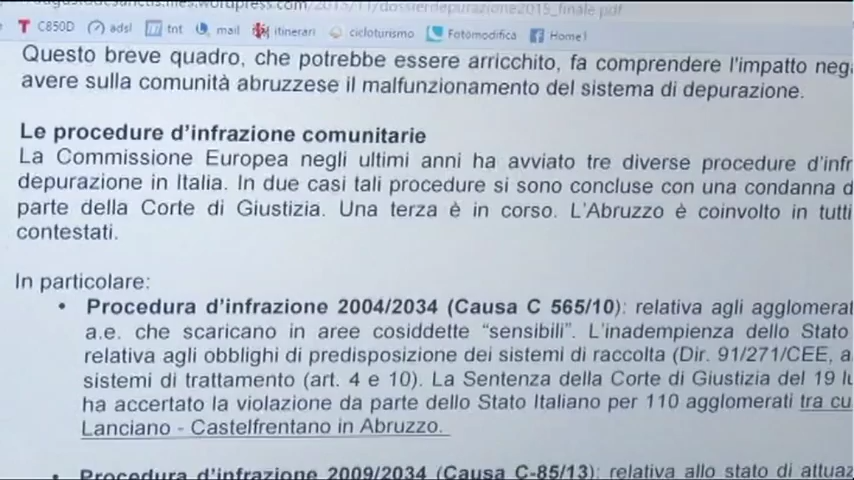 wordpress.com/2015/11/dossierdepurazione2015_finale.pdf
C850D adsl tnt mail itinerari cicloturismo Fotomodifica Home!
Questo breve quadro, che potrebbe essere arricchito, fa comprendere l'impatto neg
avere sulla comunità abruzzese il malfunzionamento del sistema di depurazione.
Le procedure d'infrazione comunitarie
La Commissione Europea negli ultimi anni ha avviato tre diverse procedure d'infr
depurazione in Italia. In due casi tali procedure si sono concluse con una condanna d
parte della Corte di Giustizia. Una terza è in corso. L'Abruzzo è coinvolto in tutti
contestati.
In particolare:
• Procedura d'infrazione 2004/2034 (Causa C 565/10): relativa agli agglomerat
a.e. che scaricano in aree cosiddette "sensibili". L'inadempienza dello Stato
relativa agli obblighi di predisposizione dei sistemi di raccolta (Dir. 91/271/CEE, a
sistemi di trattamento (art. 4 e 10). La Sentenza della Corte di Giustizia del 19 lu
ha accertato la violazione da parte dello Stato Italiano per 110 agglomerati tra cu
Lanciano - Castelfrentano in Abruzzo.
• Procedura d'infrazione 2009/2034 (Causa C-85/13): relativa allo stato di attuaz